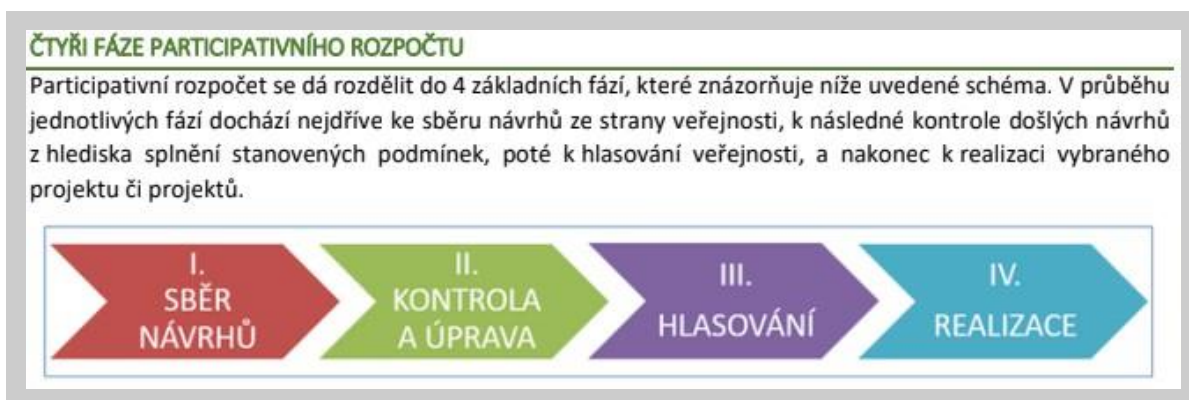 ČTYŘI FÁZE PARTICIPATIVNÍHO ROZPOČTU
Participativní rozpočet se dá rozdělit do 4 základních fází, které znázorňuje níže uvedené schéma. V průběhu
jednotlivých fází dochází nejdříve ke sběru návrhů ze strany veřejnosti, k následné kontrole došlých návrhů
z hlediska splnění stanovených podmínek, poté k hlasování veřejnosti, a nakonec k realizaci vybraného
projektu či projektů.
I.
SBĚR
NÁVRHŮ
II.
KONTROLA
A ÚPRAVA
III.
HLASOVÁNÍ
IV.
REALIZACE